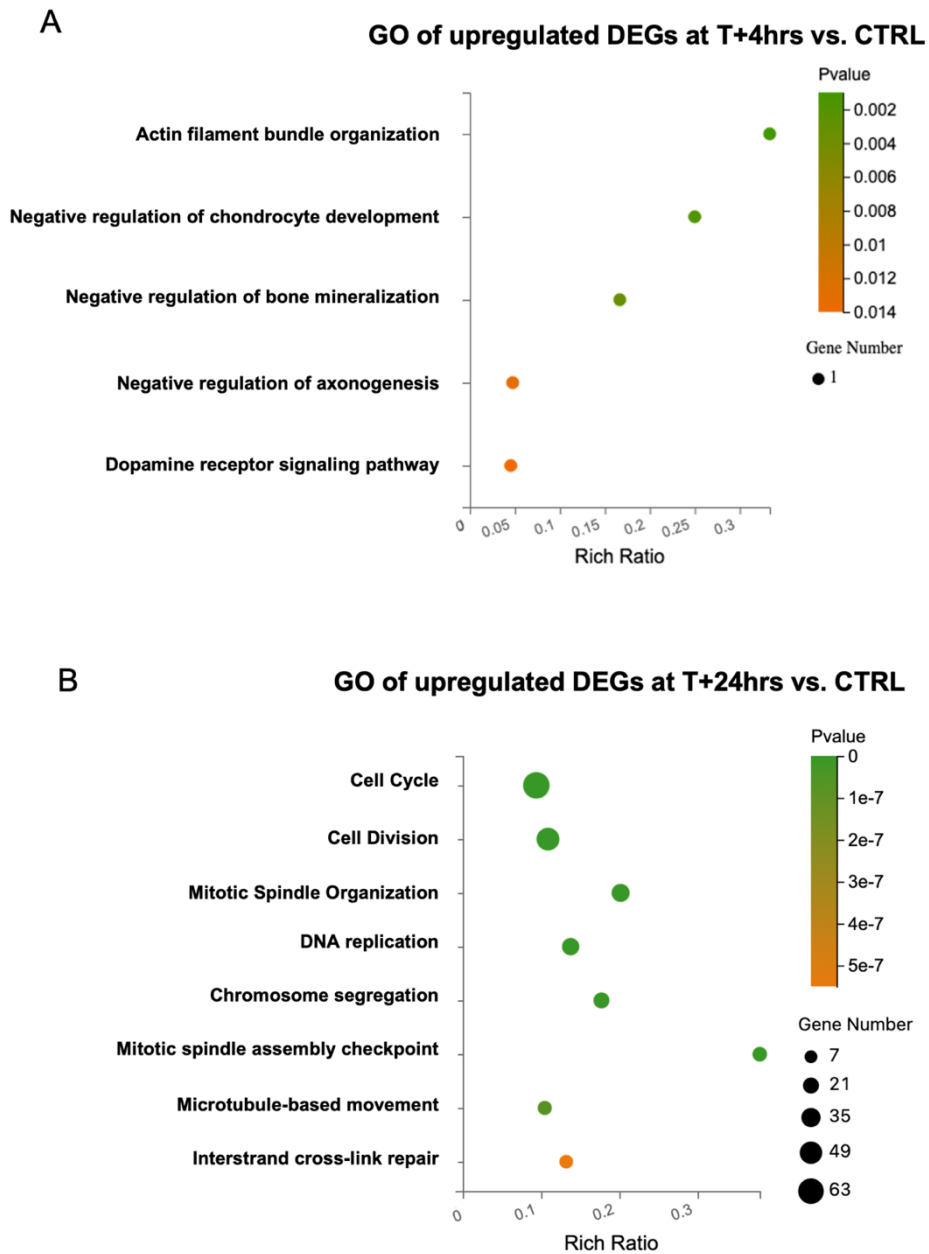 A
GO of upregulated DEGs at T+4hrs vs. CTRL
Pvalue
Actin filament bundle organization
Negative regulation of chondrocyte development
Negative regulation of bone mineralization
Negative regulation of axonogenesis
Dopamine receptor signaling pathway
0.002
0.004
0.006
0.008
0.01
0.012
0.014
Gene Number
1
0
0.05
0.1
0.15
0.2
0.25
0.3
Rich Ratio
B
GO of upregulated DEGs at T+24hrs vs. CTRL
Pvalue
Cell Cycle
Cell Division
Mitotic Spindle Organization
DNA replication
Chromosome segregation
Mitotic spindle assembly checkpoint
Microtubule-based movement
Interstrand cross-link repair
0
1e-7
2e-7
3e-7
4e-7
5e-7
Gene Number
7
21
35
49
63
0
0.1
0.2
0.3
Rich Ratio